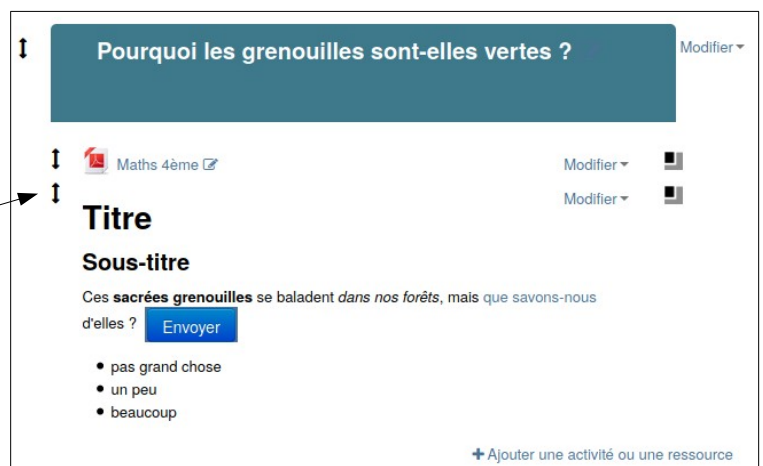 Pourquoi les grenouilles sont-elles vertes ?
Modifier
Maths 4ème
Modifier
Modifier
Titre
Sous-titre
Ces sacrées grenouilles se baladent dans nos forêts, mais que savons-nous
d'elles ? Envoyer
• pas grand chose
• un peu
• beaucoup
+ Ajouter une activité ou une ressource